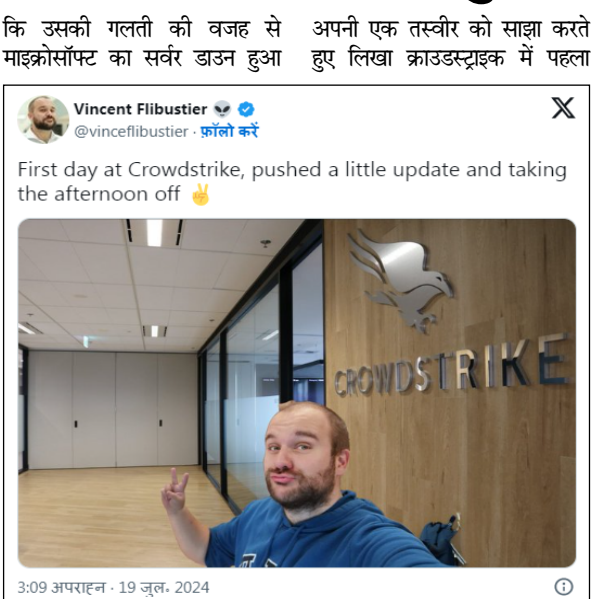 कि उसकी गलती की वजह से
माइक्रोसॉफ्ट का सर्वर डाउन हुआ
अपनी एक तस्वीर को साझा करते
हुए लिखा क्राउडस्ट्राइक में पहला
Vincent Flibustier 👽
@vinceflibustier · फ़ॉलो करें
First day at Crowdstrike, pushed a little update and taking
the afternoon off ✌️
CROWDSTRIKE
3:09 अपराह्न · 19 जुल॰ 2024